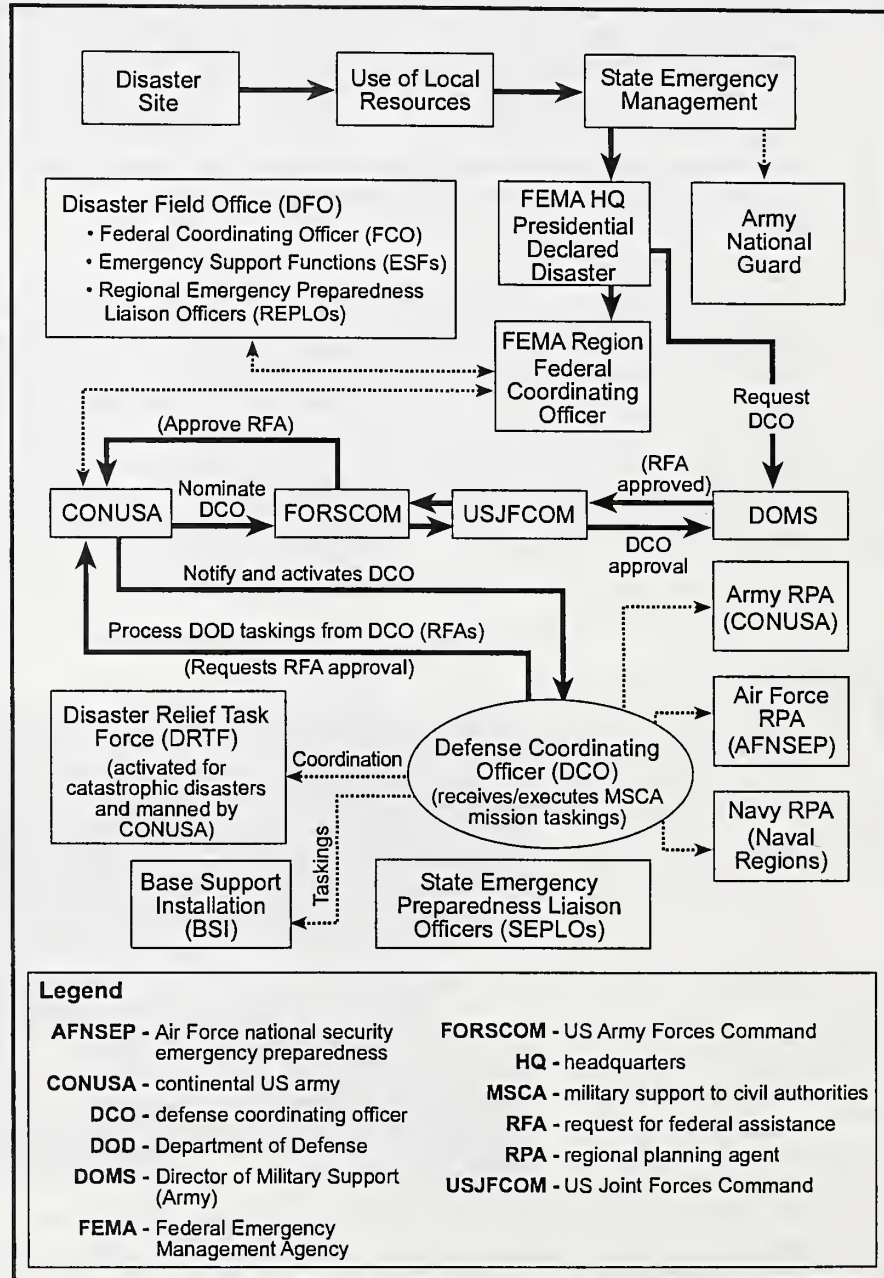 Disaster
Site
Use of Local
Resources
State Emergency
Management
Disaster Field Office (DFO)
· Federal Coordinating Officer (FCO)
· Emergency Support Functions (ESFs)
· Regional Emergency Preparedness
Liaison Officers (REPLOs)
FEMA HQ
Presidential
Declared
Disaster
Army
National
Guard
FEMA Region
Federal
Coordinating
Officer
Request
DCO
(Approve RFA)
CONUSA
Nominate
DCO
FORSCOM
USJFCOM
(RFA
approved)
DOMS
DCO
approval
Notify and activates DCO
Process DOD taskings from DCO (RFAs)
(Requests RFA approval)
Army RPA
(CONUSA)
Air Force
RPA
(AFNSEP)
Navy RPA
(Naval
Regions)
Disaster Relief Task
Force (DRTF)
(activated for
catastrophic disasters
and manned by
CONUSA)
Coordination
Defense Coordinating
Officer (DCO)
(receives/executes MSCA
mission taskings)
Taskings
Base Support
Installation
(BSI)
State Emergency
Preparedness Liaison
Officers (SEPLOs)
Legend
AFNSEP - Air Force national security
emergency preparedness
CONUSA - continental US army
DCO - defense coordinating officer
DOD - Department of Defense
DOMS - Director of Military Support
(Army)
FEMA - Federal Emergency
Management Agency
FORSCOM - US Army Forces Command
HQ - headquarters
MSCA - military support to civil authorities
RFA - request for federal assistance
RPA - regional planning agent
USJFCOM - US Joint Forces Command